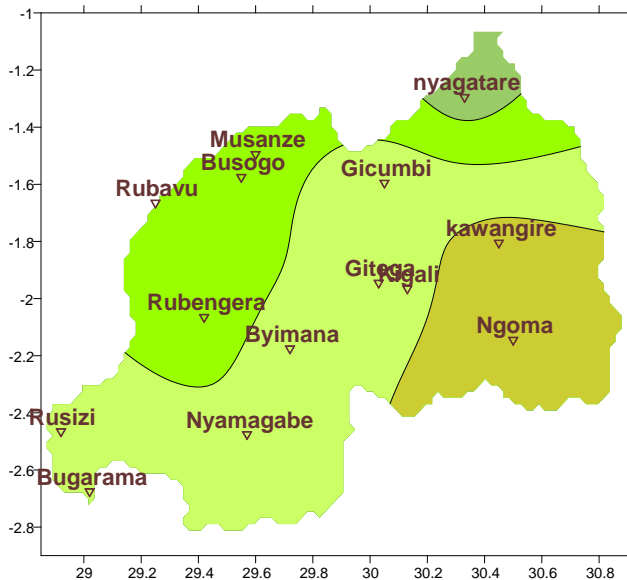 -1
-1.2
nyagatare
-1.4
Musanze
Busogo
Gicumbi
-1.6
Rubavu
kawangire
-1.8
Gitega
Kigali
-2
Rubengera
Ngoma
Byimana
-2.2
Rusizi
Nyamagabe
-2.4
Bugarama
-2.6
-2.8
29 29.2 29.4 29.6 29.8 30 30.2 30.4 30.6 30.8